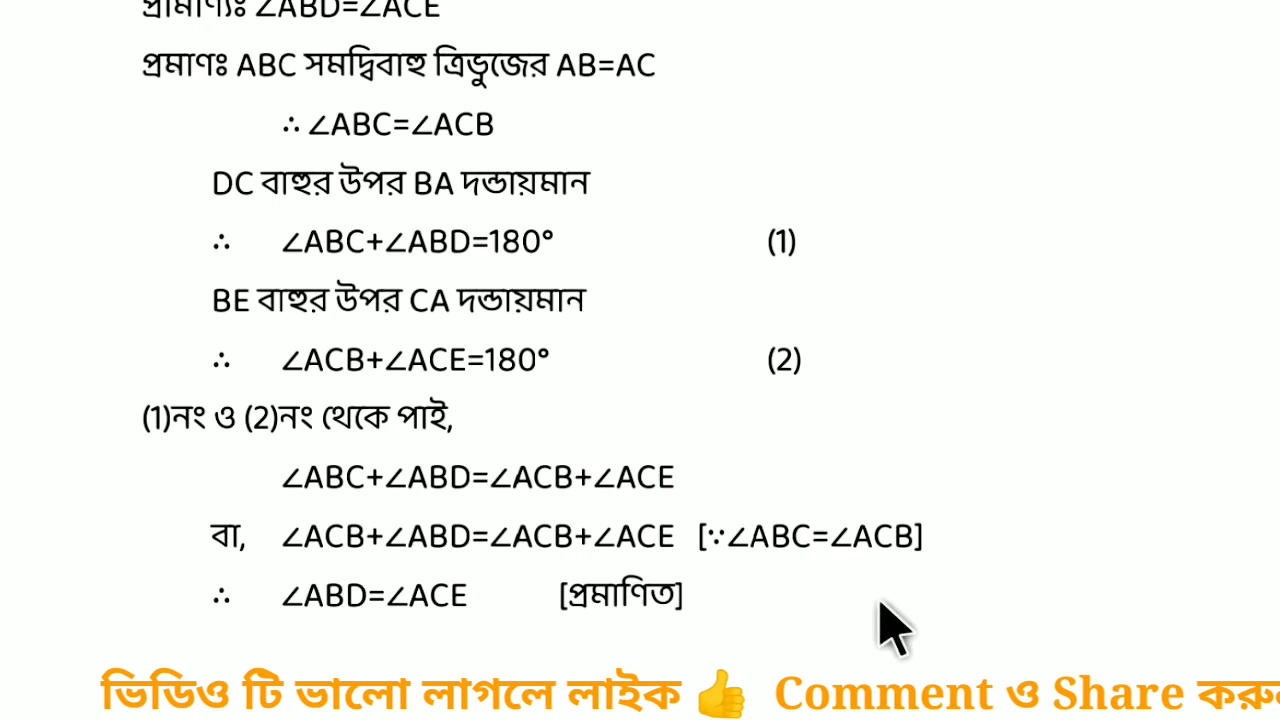 প্রামাণ্যঃ ∠ABD=∠ACE
প্রমাণঃ ABC সমদ্বিবাহু ত্রিভুজের AB=AC
∴ ∠ABC=∠ACB
DC বাহুর উপর BA দন্ডায়মান
∴ ∠ABC+∠ABD=180° (1)
BE বাহুর উপর CA দন্ডায়মান
∴ ∠ACB+∠ACE=180° (2)
(1)নং ও (2)নং থেকে পাই,
∠ABC+∠ABD=∠ACB+∠ACE
বা, ∠ACB+∠ABD=∠ACB+∠ACE [∵∠ABC=∠ACB]
∴ ∠ABD=∠ACE [প্রমাণিত]
ভিডিও টি ভালো লাগলে লাইক 👍 Comment ও Share